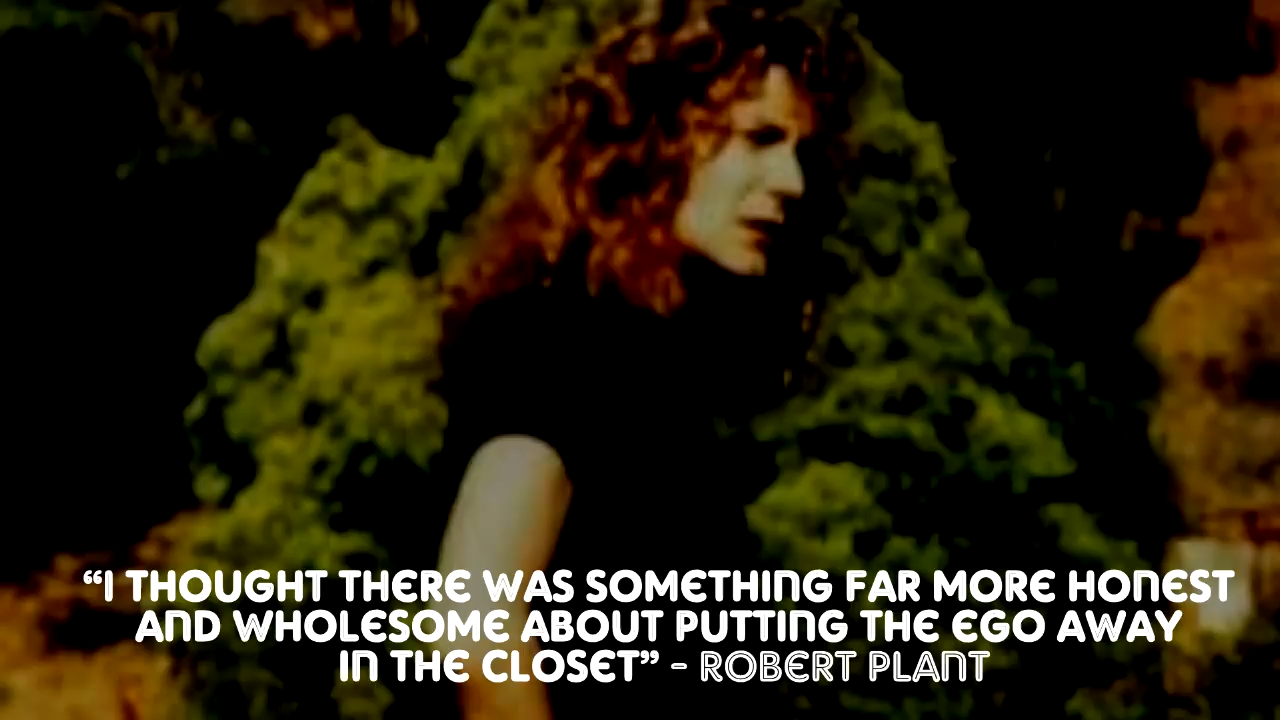 “I THOUGHT THERE WAS SOMETHING FAR MORE HONEST
AND WHOLESOME ABOUT PUTTING THE EGO AWAY
IN THE CLOSET” - ROBERT PLANT